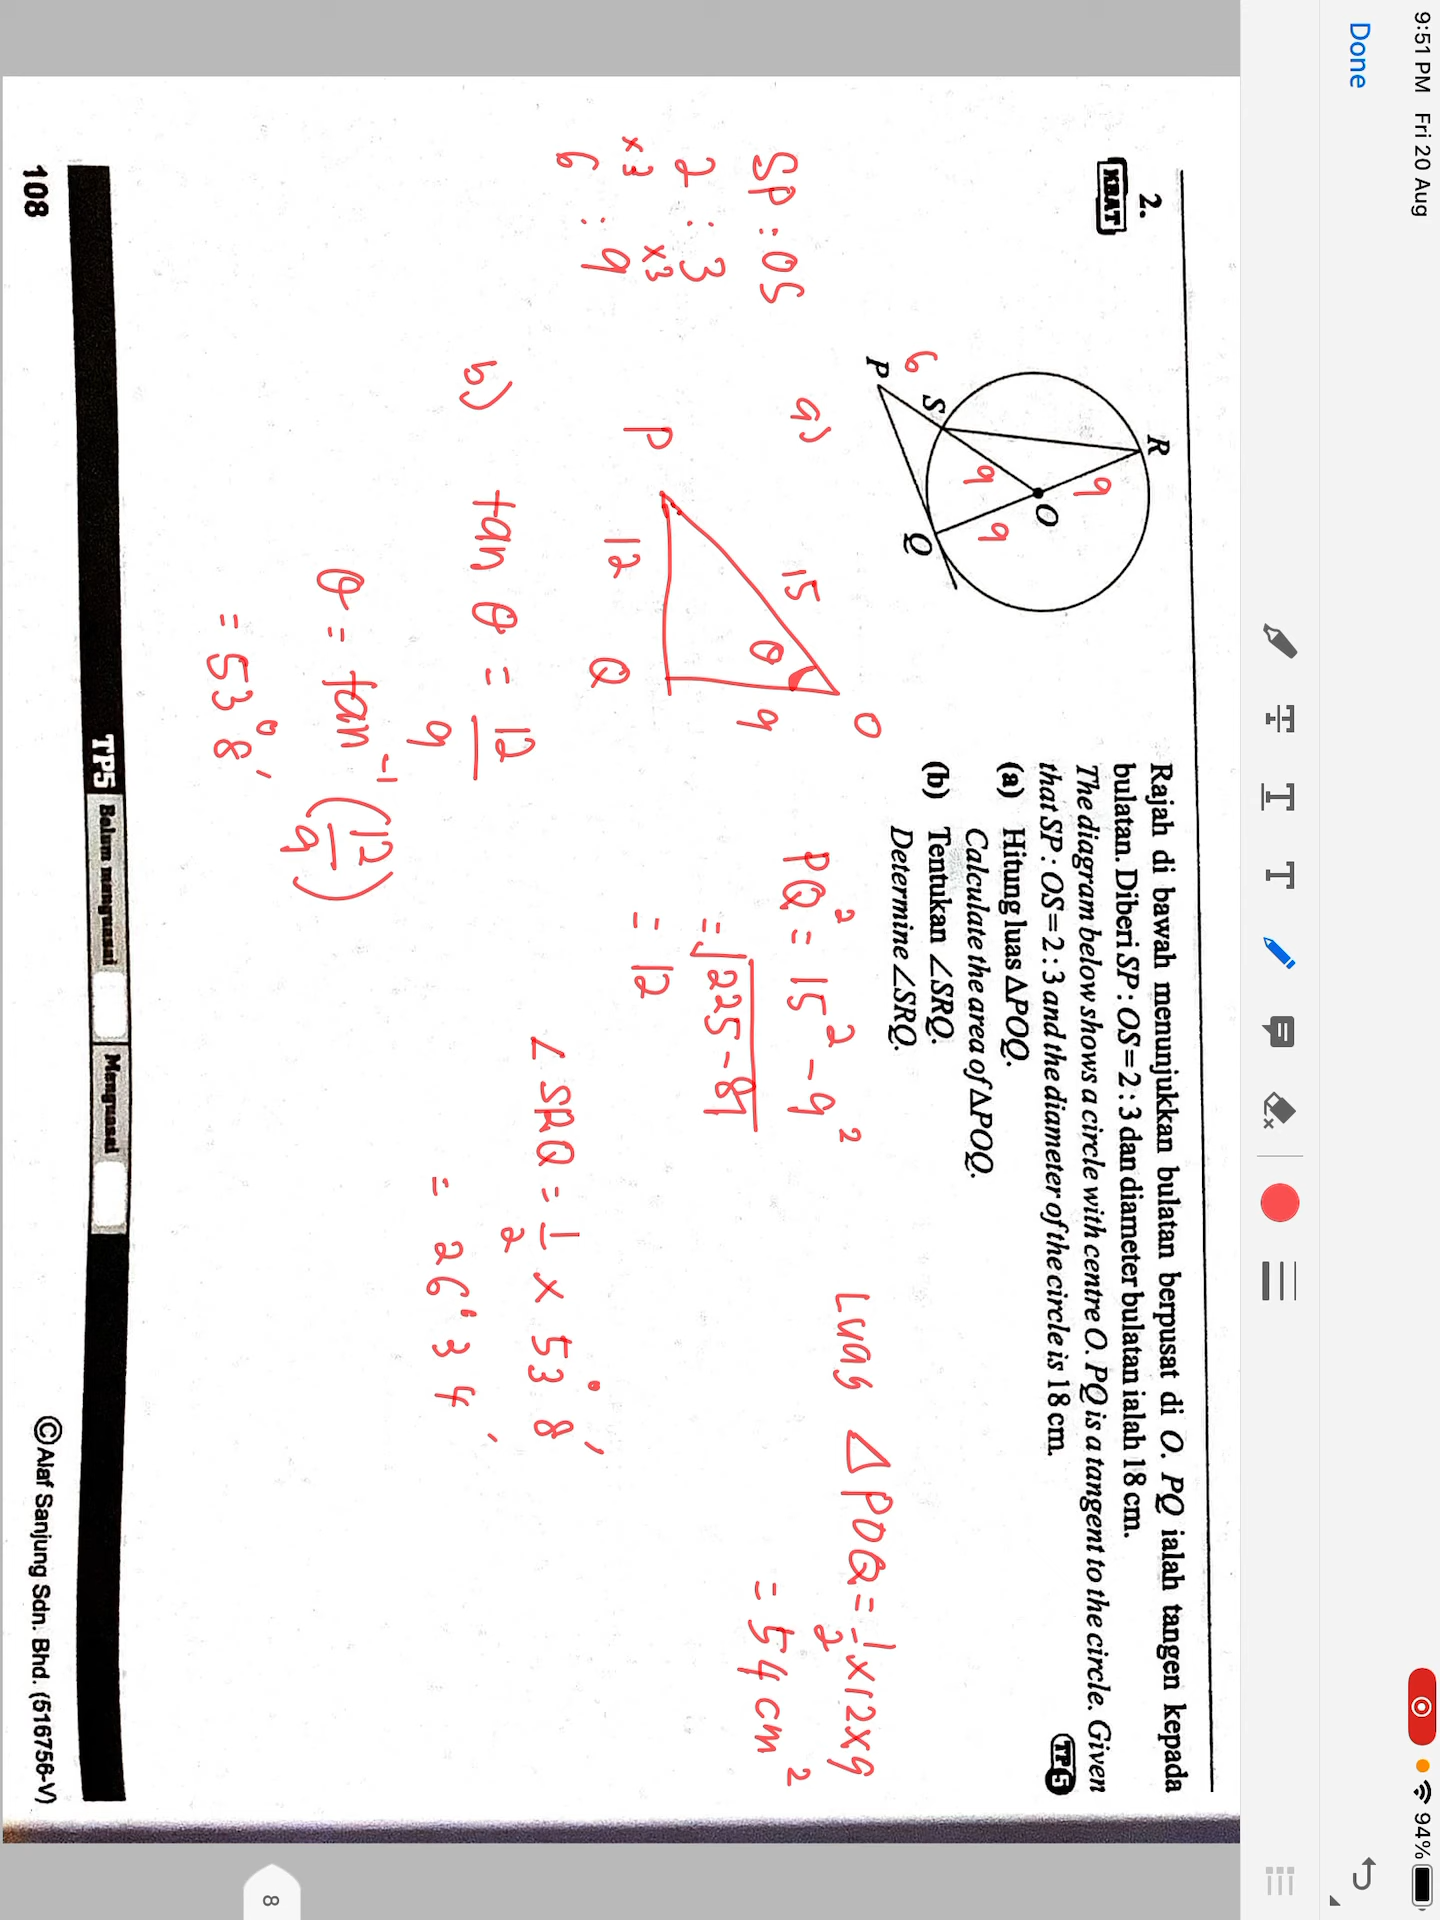 9:51 PM Fri 20 Aug
94%
Done
2.
KBAT
Rajah di bawah menunjukkan bulatan berpusat di O. PQ ialah tangen kepada
bulatan. Diberi SP : OS = 2 : 3 dan diameter bulatan ialah 18 cm.
The diagram below shows a circle with centre O. PQ is a tangent to the circle. Given
that SP : OS = 2 : 3 and the diameter of the circle is 18 cm.
TP 5
(a) Hitung luas ΔPOQ.
Calculate the area of ΔPOQ.
(b) Tentukan ∠SRQ.
Determine ∠SRQ.
R
9
O
9
9
S
6
P
Q
SP : OS
2 : 3
×3 ×3
6 : 9
a)
O
15
θ
9
P
12
Q
PQ² = 15² - 9²
= √225 - 81
= 12
Luas Δ POQ = 1/2 × 12 × 9
= 54 cm²
b)
tan θ = 12/9
θ = tan⁻¹ (12/9)
= 53° 8'
∠ SRQ = 1/2 × 53° 8'
= 26° 34'
TP5 Belum menguasai Menguasai
108
© Alaf Sanjung Sdn. Bhd. (516756-V)
8